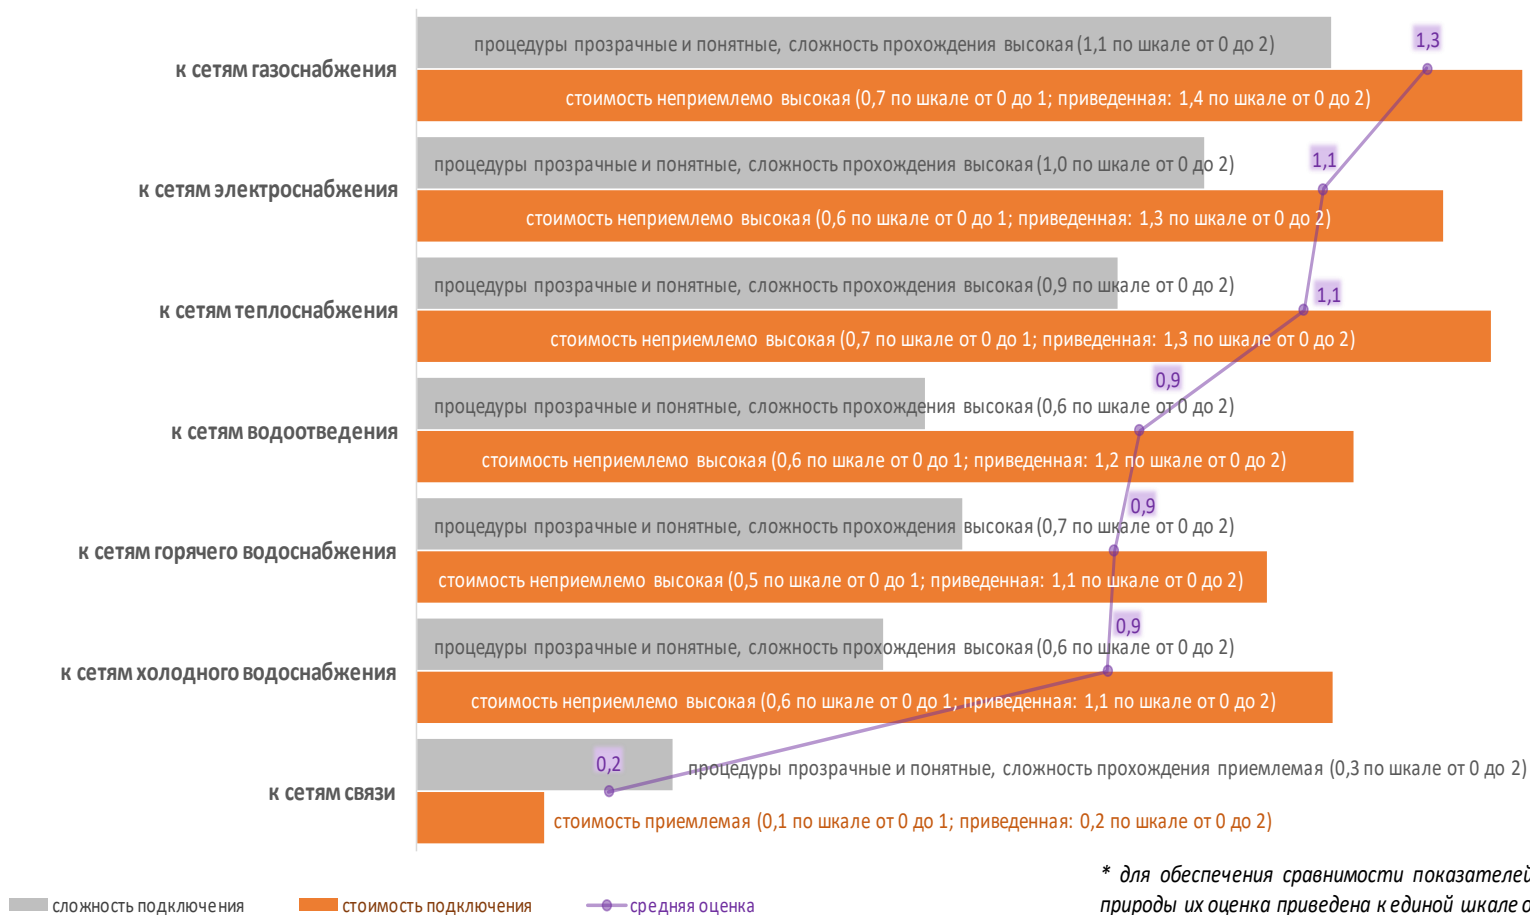 процедуры прозрачные и понятные, сложность прохождения высокая (1,1 по шкале от 0 до 2)
1,3
к сетям газоснабжения
стоимость неприемлемо высокая (0,7 по шкале от 0 до 1; приведенная: 1,4 по шкале от 0 до 2)
процедуры прозрачные и понятные, сложность прохождения высокая (1,0 по шкале от 0 до 2)
1,1
к сетям электроснабжения
стоимость неприемлемо высокая (0,6 по шкале от 0 до 1; приведенная: 1,3 по шкале от 0 до 2)
процедуры прозрачные и понятные, сложность прохождения высокая (0,9 по шкале от 0 до 2)
1,1
к сетям теплоснабжения
стоимость неприемлемо высокая (0,7 по шкале от 0 до 1; приведенная: 1,3 по шкале от 0 до 2)
0,9
процедуры прозрачные и понятные, сложность прохождения высокая (0,6 по шкале от 0 до 2)
к сетям водоотведения
стоимость неприемлемо высокая (0,6 по шкале от 0 до 1; приведенная: 1,2 по шкале от 0 до 2)
0,9
процедуры прозрачные и понятные, сложность прохождения высокая (0,7 по шкале от 0 до 2)
к сетям горячего водоснабжения
стоимость неприемлемо высокая (0,5 по шкале от 0 до 1; приведенная: 1,1 по шкале от 0 до 2)
0,9
процедуры прозрачные и понятные, сложность прохождения высокая (0,6 по шкале от 0 до 2)
к сетям холодного водоснабжения
стоимость неприемлемо высокая (0,6 по шкале от 0 до 1; приведенная: 1,1 по шкале от 0 до 2)
0,2
процедуры прозрачные и понятные, сложность прохождения приемлемая (0,3 по шкале от 0 до 2)
к сетям связи
стоимость приемлемая (0,1 по шкале от 0 до 1; приведенная: 0,2 по шкале от 0 до 2)
* для обеспечения сравнимости показателей
природы их оценка приведена к единой шкале о
сложность подключения
стоимость подключения
средняя оценка